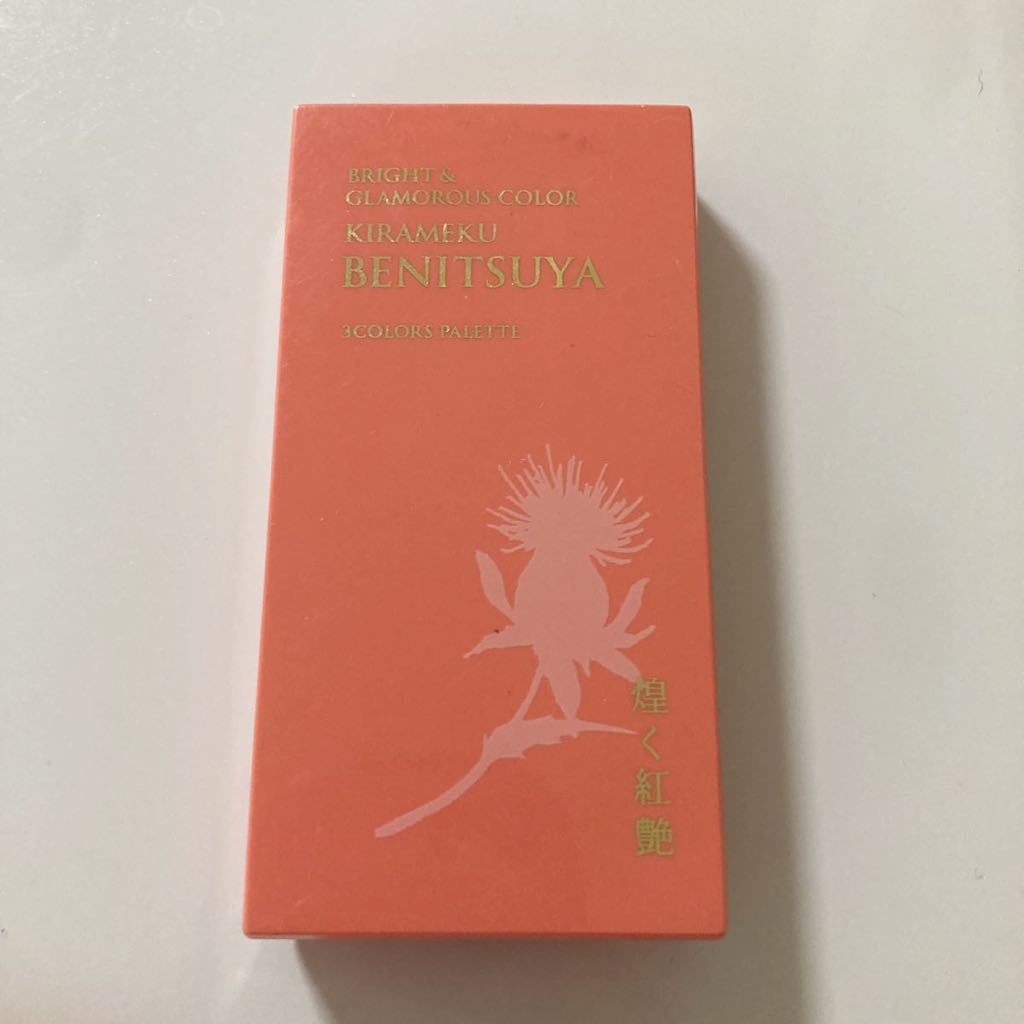 BRIGHT &
GLAMOROUS COLOR
KIRAMEKU
BENITSUYA
3COLORS PALETTE
煌く紅艶